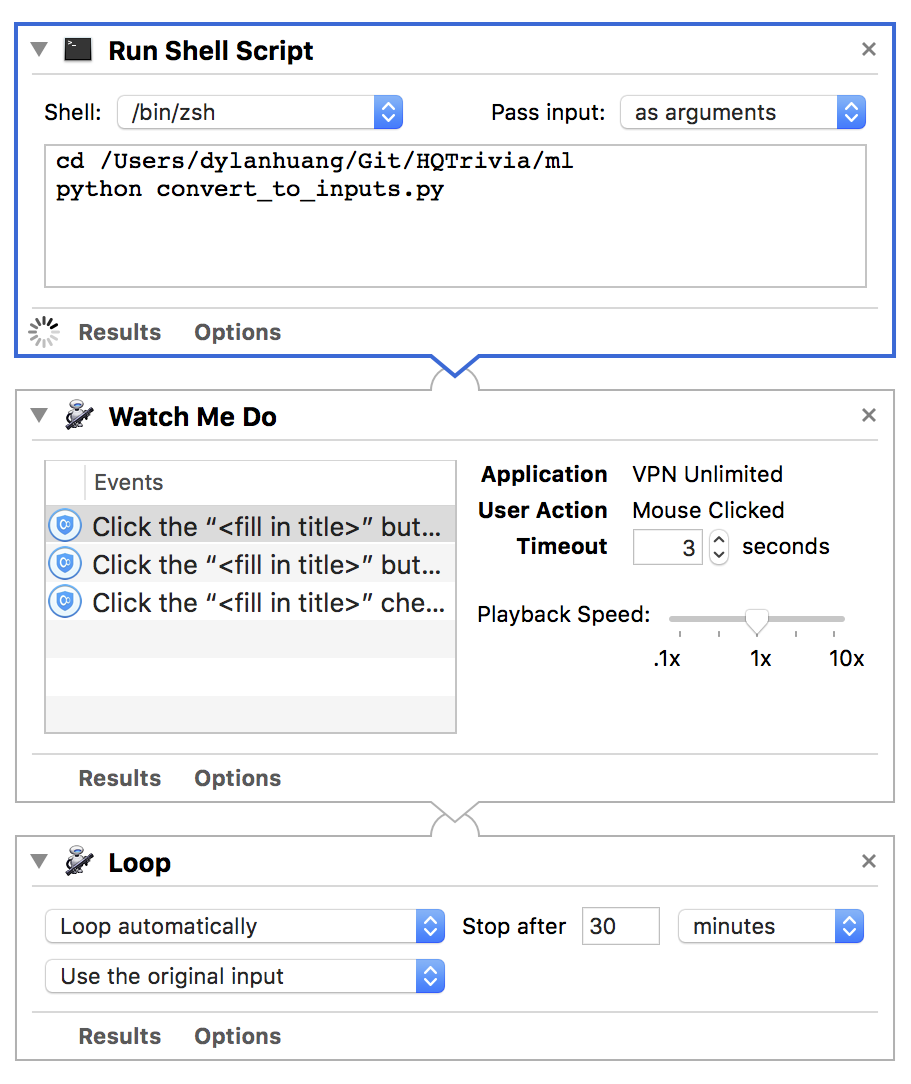 Run Shell Script
Shell: /bin/zsh Pass input: as arguments
cd /Users/dylanhuang/Git/HQTrivia/ml
python convert_to_inputs.py
Results Options
Watch Me Do
Events
Click the “<fill in title>” but...
Click the “<fill in title>” but...
Click the “<fill in title>” che...
Application VPN Unlimited
User Action Mouse Clicked
Timeout 3 seconds
Playback Speed:
.1x 1x 10x
Results Options
Loop
Loop automatically Stop after 30 minutes
Use the original input
Results Options